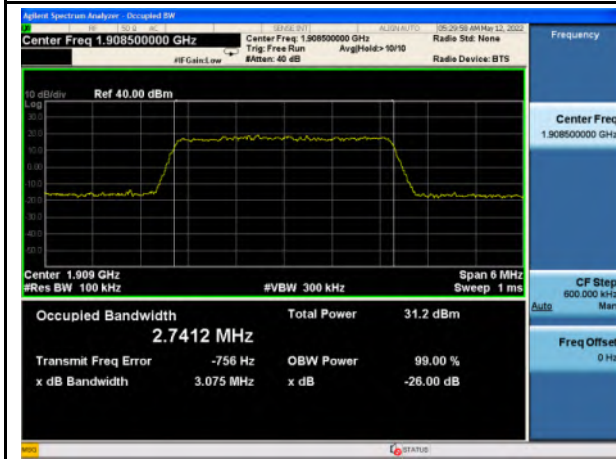 Agilent Spectrum Analyzer - Occupied BW
RF 50 Ω AC SENSE:INT ALIGN AUTO 05:29:58 AM May 12, 2022
Center Freq 1.908500000 GHz
Center Freq: 1.908500000 GHz
Radio Std: None
Trig: Free Run
Avg|Hold:>10/10
#IFGain:Low
#Atten: 40 dB
Radio Device: BTS
Frequency
10 dB/div Ref 40.00 dBm
Log
30.0
20.0
10.0
0.00
-10.0
-20.0
-30.0
Center Freq
1.908500000 GHz
Center 1.909 GHz
Span 6 MHz
#Res BW 100 kHz
#VBW 300 kHz
Sweep 1 ms
CF Step
600.000 kHz
Auto Man
Occupied Bandwidth
Total Power 31.2 dBm
2.7412 MHz
Transmit Freq Error -756 Hz
OBW Power 99.00 %
x dB Bandwidth 3.075 MHz
x dB -26.00 dB
Freq Offset
0 Hz
MSG
STATUS